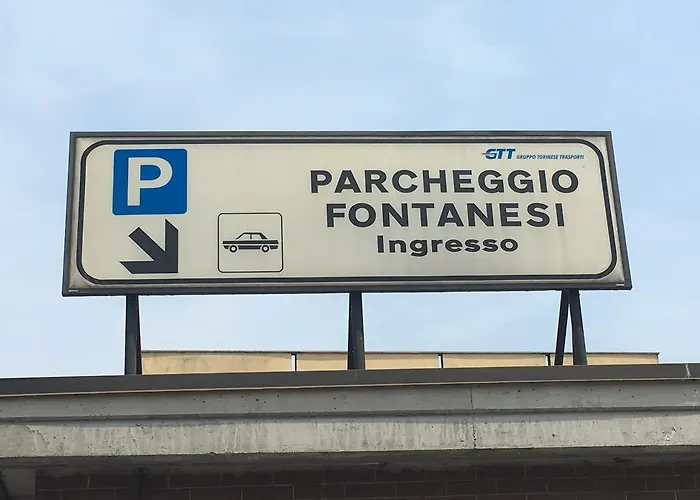 P
GTT GRUPPO TORINESE TRASPORTI
PARCHEGGIO
FONTANESI
Ingresso